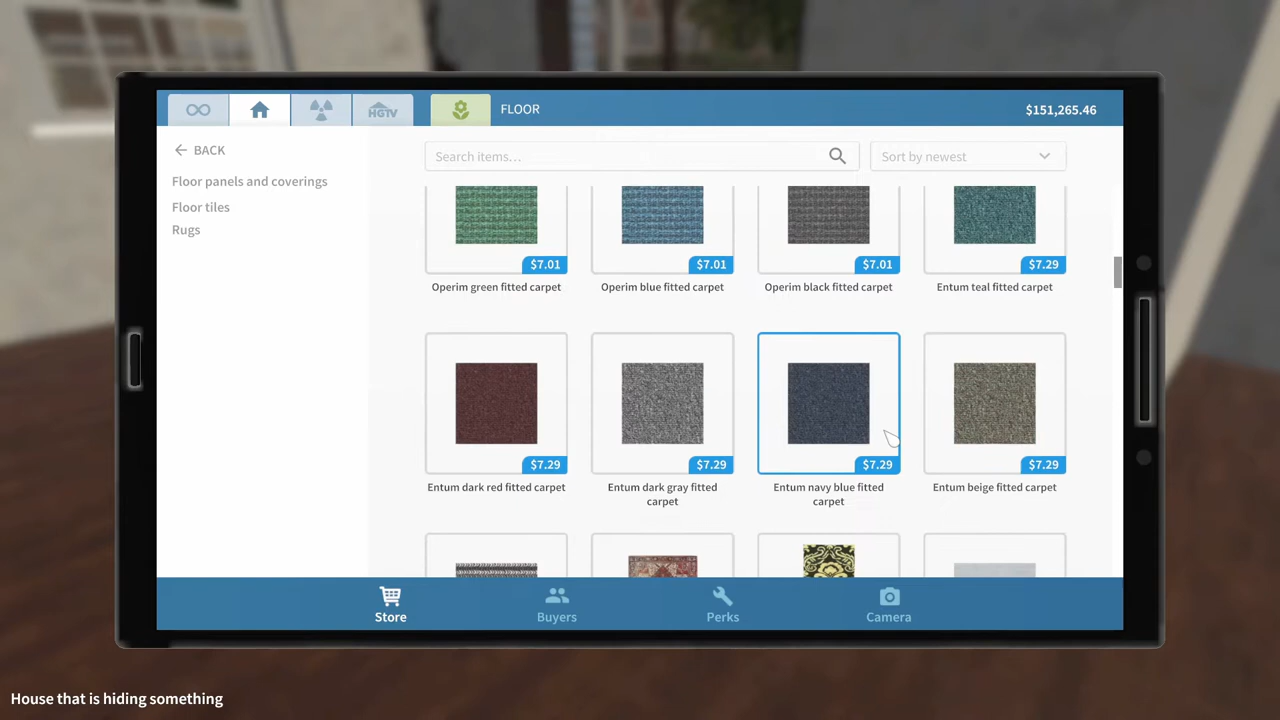 HGTV
FLOOR
$151,265.46
BACK
Search items...
Sort by newest
Floor panels and coverings
Floor tiles
Rugs
$7.01
$7.01
$7.01
$7.29
Operim green fitted carpet
Operim blue fitted carpet
Operim black fitted carpet
Entum teal fitted carpet
$7.29
$7.29
$7.29
$7.29
Entum dark red fitted carpet
Entum dark gray fitted
carpet
Entum navy blue fitted
carpet
Entum beige fitted carpet
Store
Buyers
Perks
Camera
House that is hiding something